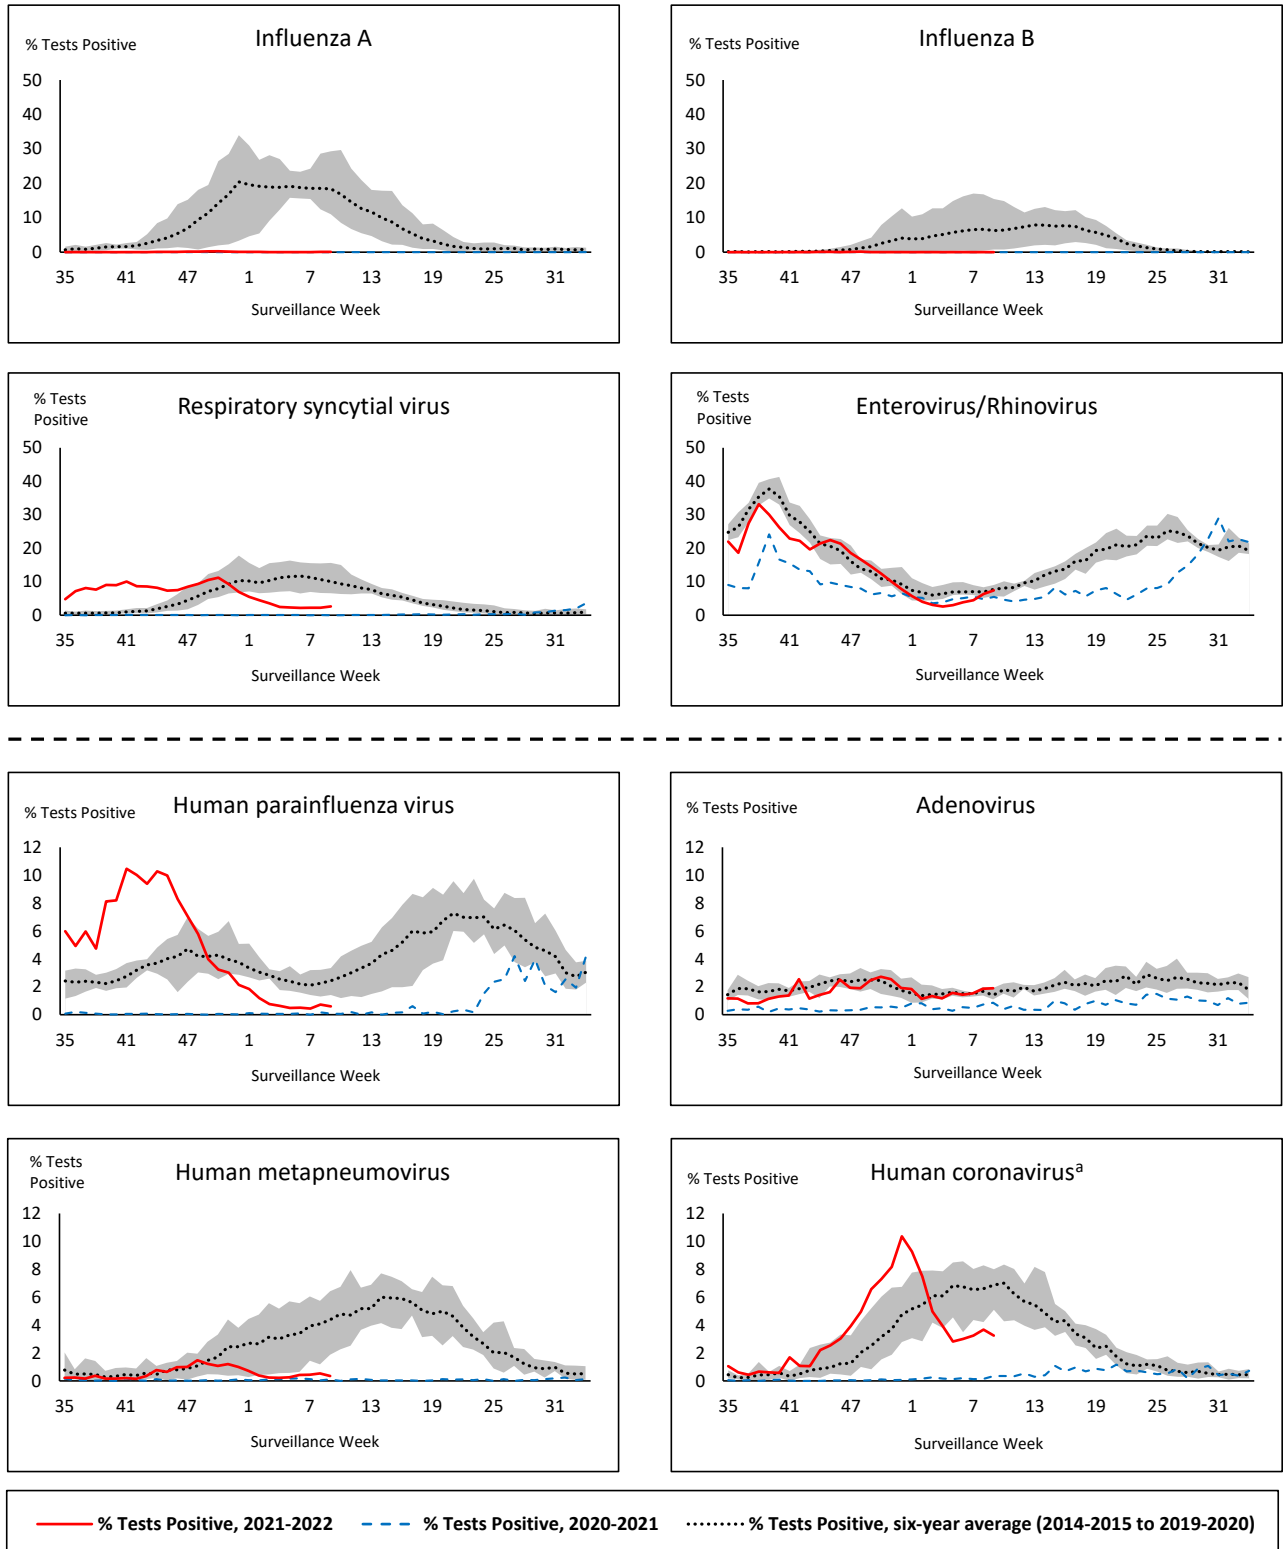 Influenza A
% Tests Positive
50
40
30
20
10
0
35 41 47 1 7 13 19 25 31
Surveillance Week
Influenza B
% Tests Positive
50
40
30
20
10
0
35 41 47 1 7 13 19 25 31
Surveillance Week
Respiratory syncytial virus
% Tests
Positive
50
40
30
20
10
0
35 41 47 1 7 13 19 25 31
Surveillance Week
Enterovirus/Rhinovirus
% Tests
Positive
50
40
30
20
10
0
35 41 47 1 7 13 19 25 31
Surveillance Week
Human parainfluenza virus
% Tests Positive
12
10
8
6
4
2
0
35 41 47 1 7 13 19 25 31
Surveillance Week
Adenovirus
% Tests Positive
12
10
8
6
4
2
0
35 41 47 1 7 13 19 25 31
Surveillance Week
Human metapneumovirus
% Tests
Positive
12
10
8
6
4
2
0
35 41 47 1 7 13 19 25 31
Surveillance Week
Human coronavirusᵃ
% Tests Positive
12
10
8
6
4
2
0
35 41 47 1 7 13 19 25 31
Surveillance Week
% Tests Positive, 2021-2022 % Tests Positive, 2020-2021 % Tests Positive, six-year average (2014-2015 to 2019-2020)